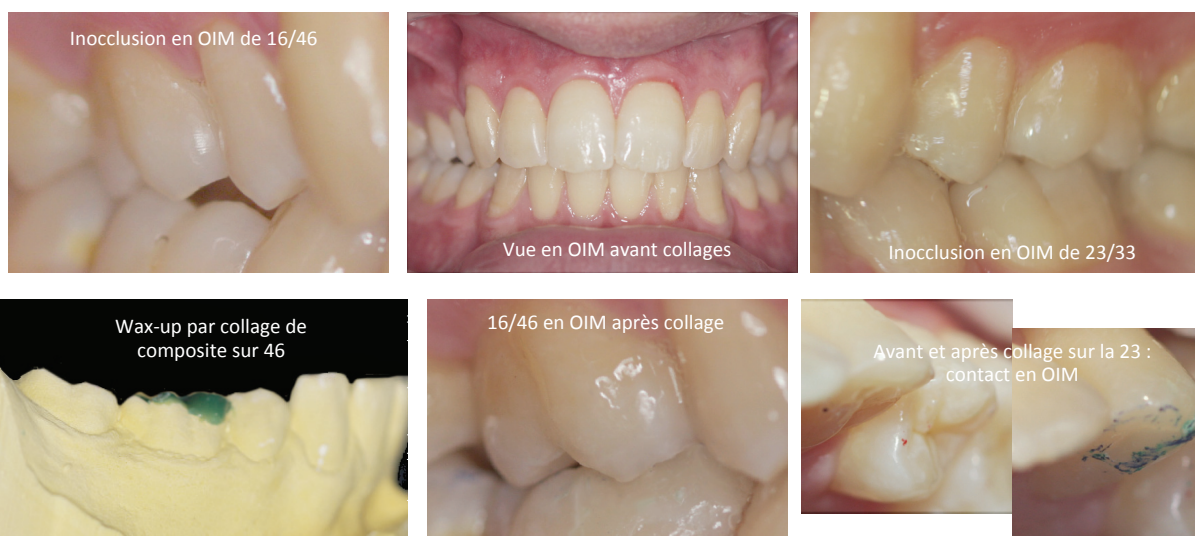 Inocclusion en OIM de 16/46
Vue en OIM avant collages
Inocclusion en OIM de 23/33
Wax-up par collage de
composite sur 46
16/46 en OIM après collage
Avant et après collage sur la 23 :
contact en OIM